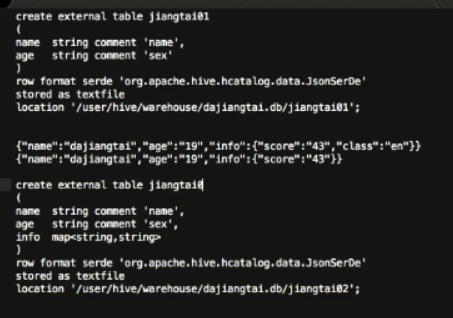 create external table jiangtai01
(
name string comment 'name',
age string comment 'sex'
)
row format serde 'org.apache.hive.hcatalog.data.JsonSerDe'
stored as textfile
location '/user/hive/warehouse/dajiangtai.db/jiangtai01';
{"name":"dajiangtai","age":"19","info":{"score":"43","class":"en"}}
{"name":"dajiangtai","age":"19","info":{"score":"43"}}
create external table jiangtai0
(
name string comment 'name',
age string comment 'sex',
info map<string,string>
)
row format serde 'org.apache.hive.hcatalog.data.JsonSerDe'
stored as textfile
location '/user/hive/warehouse/dajiangtai.db/jiangtai02';